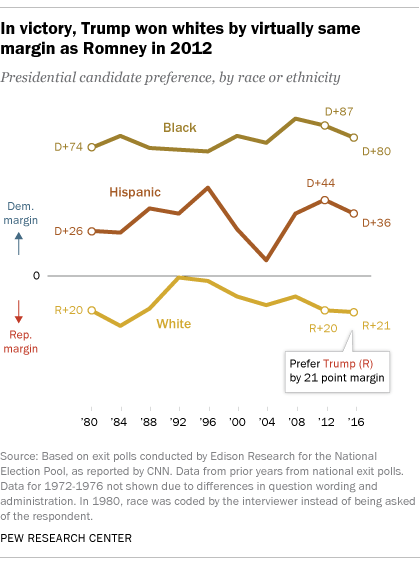 In victory, Trump won whites by virtually same
margin as Romney in 2012
Presidential candidate preference, by race or ethnicity
D+87
Black
D+74
D+80
D+44
Hispanic
Dem.
margin
D+26
D+36
0
R+20
White
R+20
R+21
Rep.
margin
Prefer Trump (R)
by 21 point margin
'80 '84 '88 '92 '96 '00 '04 '08 '12 '16
Source: Based on exit polls conducted by Edison Research for the National
Election Pool, as reported by CNN. Data from prior years from national exit polls.
Data for 1972-1976 not shown due to differences in question wording and
administration. In 1980, race was coded by the interviewer instead of being asked
of the respondent.
PEW RESEARCH CENTER